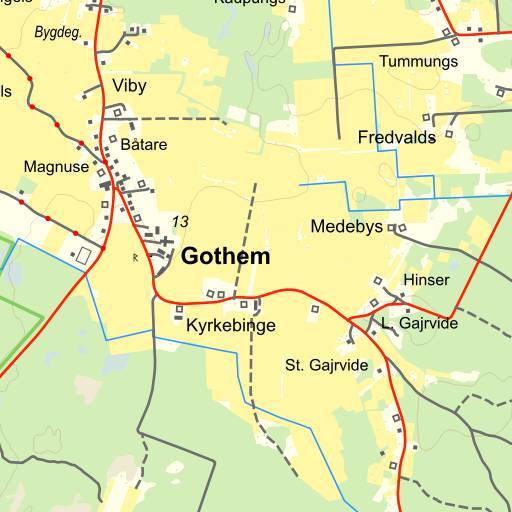 Kaupungs
Bygdeg.
Tummungs
Viby
ls
Fredvalds
Båtare
Magnuse
13
Medebys
Gothem
R
Hinser
Kyrkebinge
L. Gajrvide
St. Gajrvide